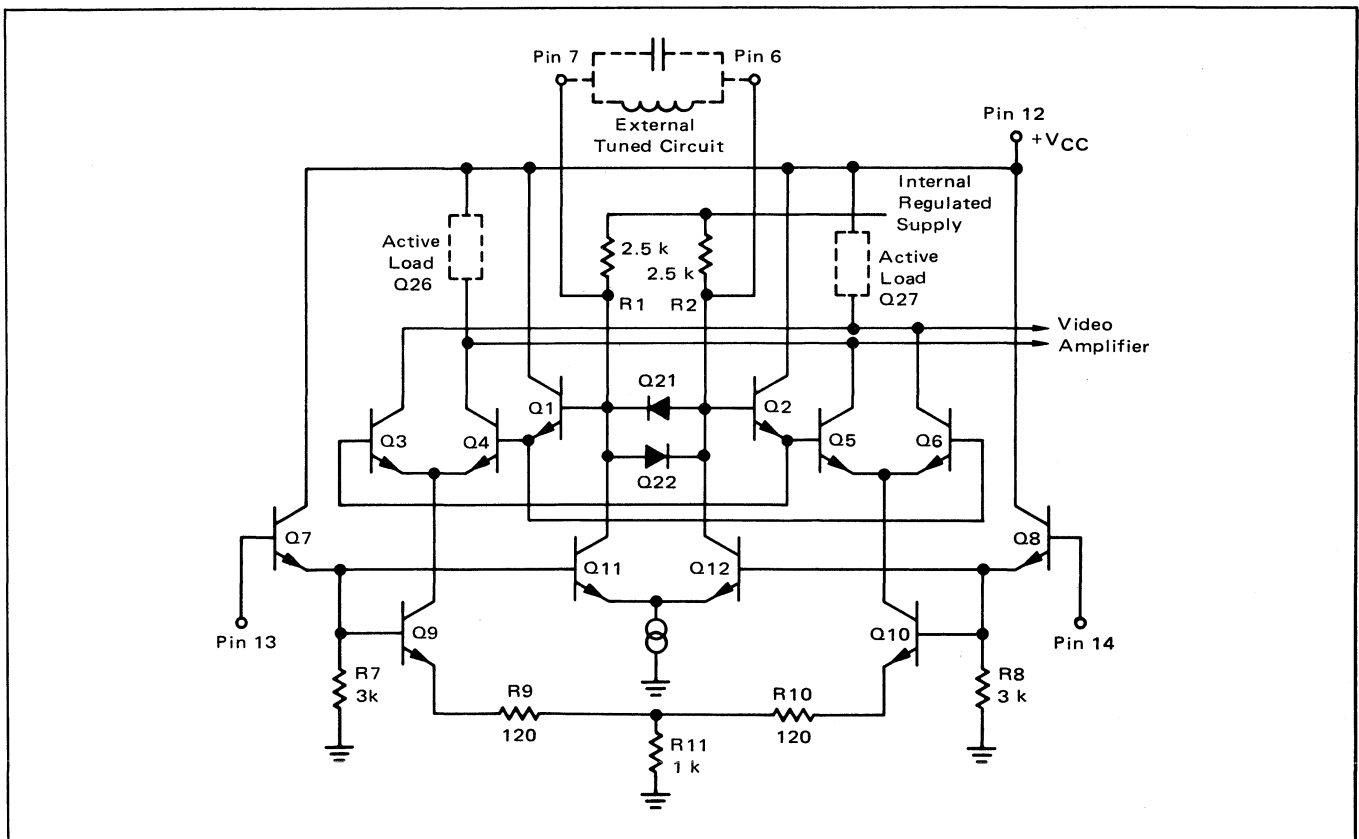 Pin 7
Pin 6
External
Tuned Circuit
Pin 12
+VCC
Internal
Regulated
Supply
Active
Load
Q26
2.5 k
2.5 k
Active
Load
Q27
R1
R2
Video
Amplifier
Q21
Q1
Q2
Q3
Q4
Q5
Q6
Q22
Q7
Q8
Q11
Q12
Pin 13
Q9
Q10
Pin 14
R7
3k
R9
120
R10
120
R8
3 k
R11
1 k